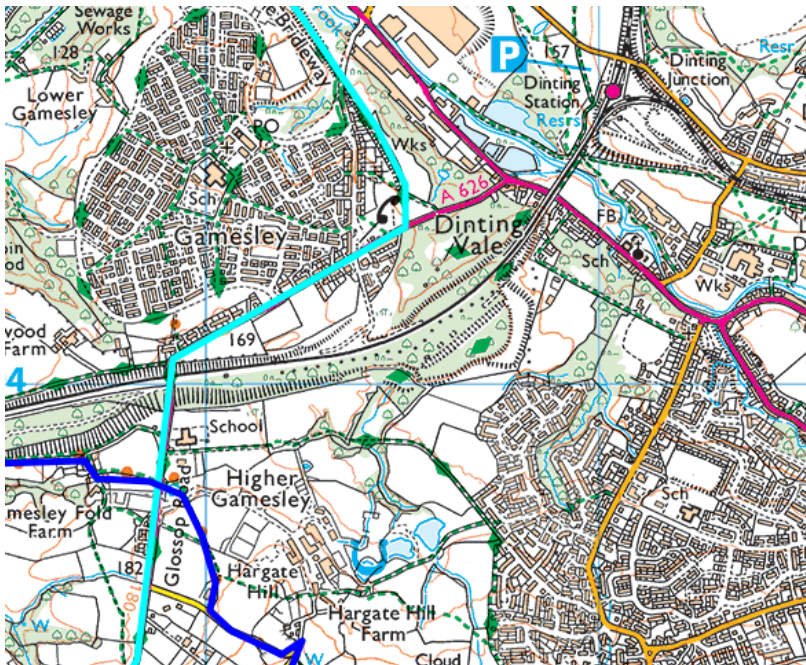 Sewage
Works
128
Lower
Gamesley
PO
Sch
Gamesley
Wks
A 626
P
157
Dinting
Station
Resrs
Dinting
Junction
Resr
Dinting
Vale
FB
Sch
Wks
wood
Farm
169
4
School
Glossop Road
Higher
Gamesley
Sch
mesley Fold
Farm
182
180
Hargate
Hill
Hargate Hill
Farm
W
W
Cloud